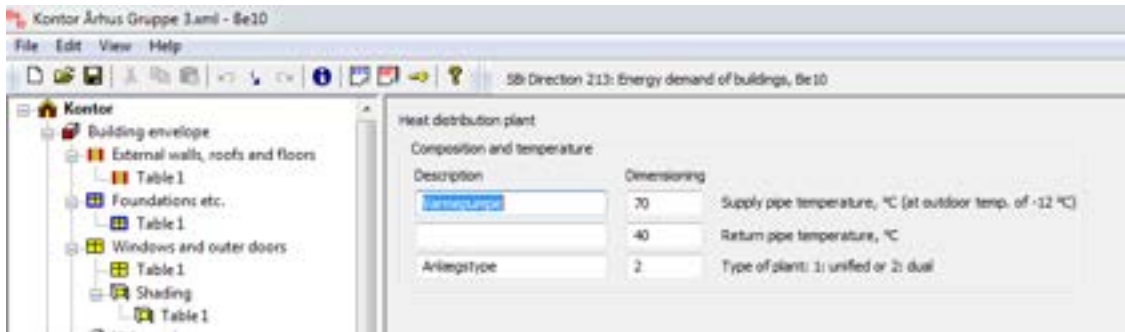 Kontor Århus Gruppe 3.xml - Be10
File Edit View Help
SBi Direction 213: Energy demand of buildings, Be10
Kontor
Building envelope
External walls, roofs and floors
Table 1
Foundations etc.
Table 1
Windows and outer doors
Table 1
Shading
Table 1
Heat distribution plant
Composition and temperature
Description Dimensioning
Varmepumpe 70 Supply pipe temperature, °C (at outdoor temp. of -12 °C)
40 Return pipe temperature, °C
Anlægstype 2 Type of plant: 1: unified or 2: dual